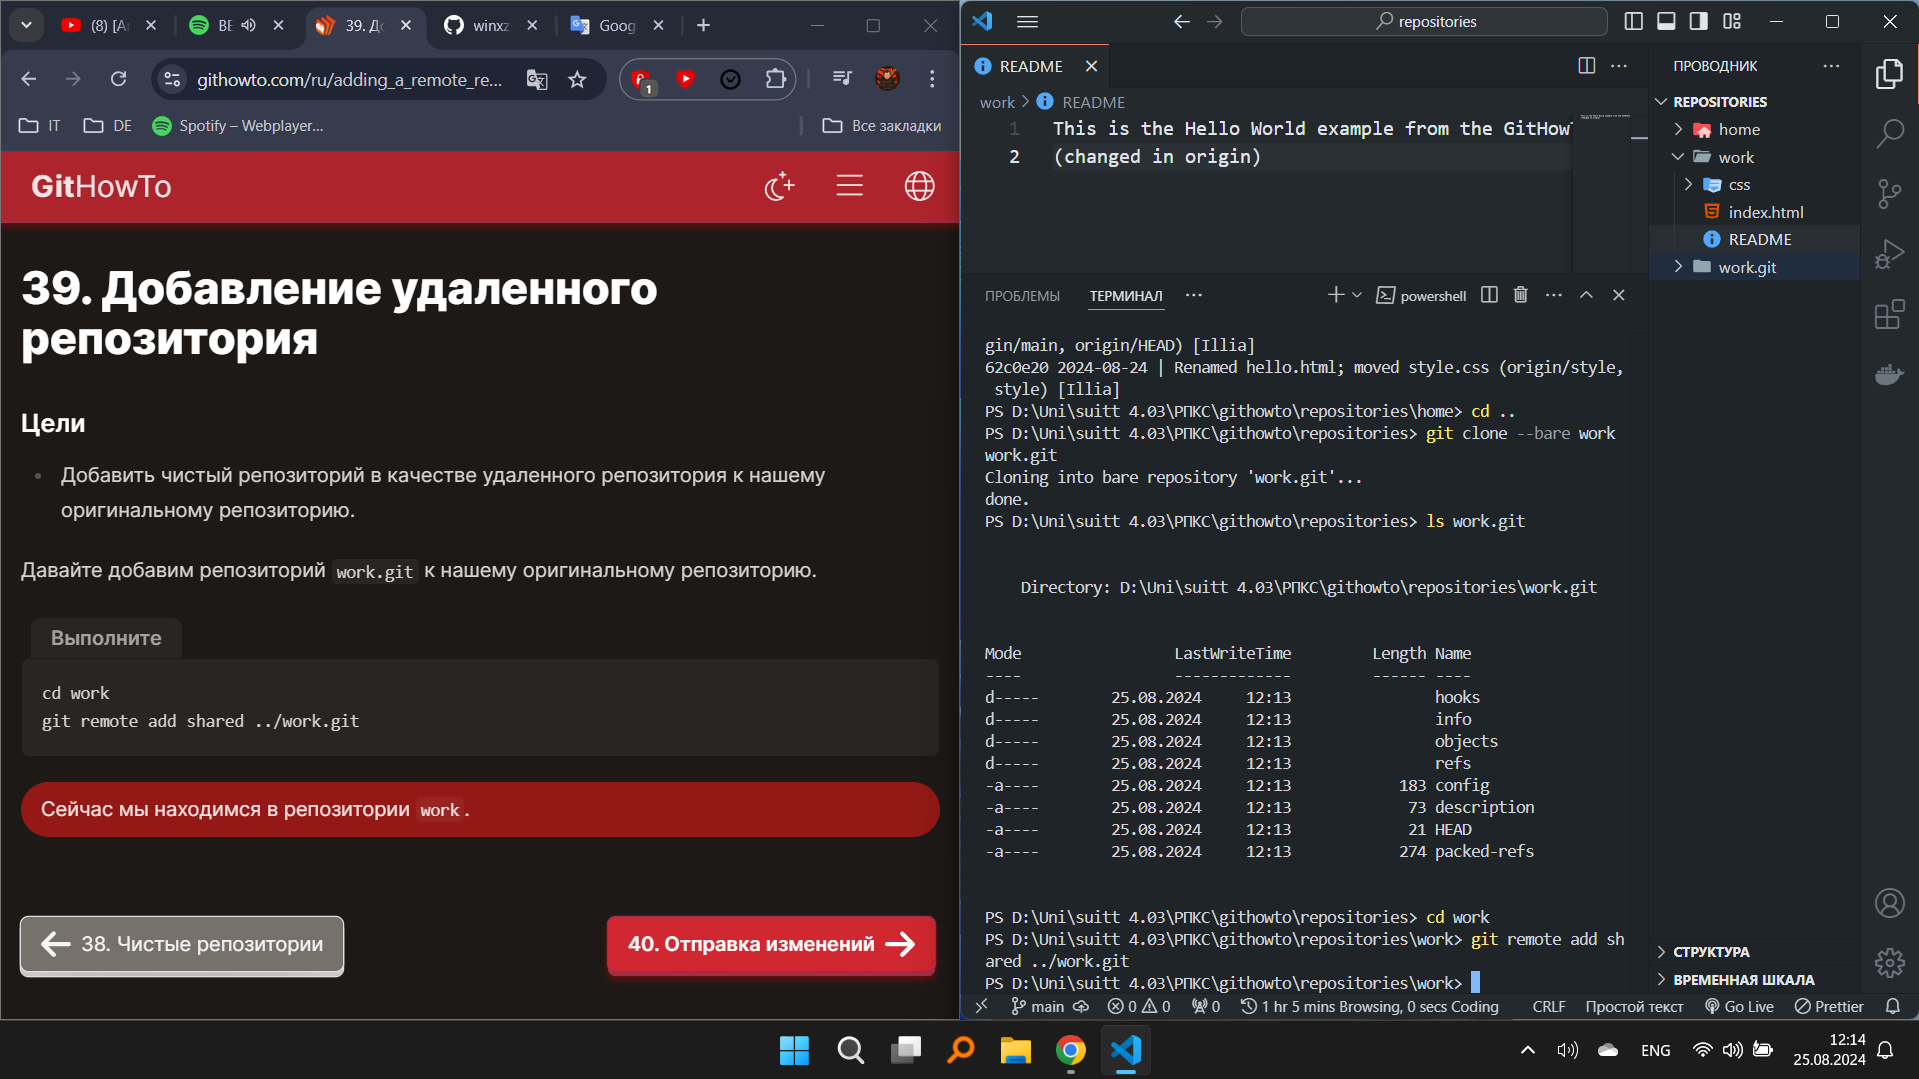 (8) [Ar
BE
39. До
winxz
Goog
githowto.com/ru/adding_a_remote_re...
1
IT
DE
Spotify – Webplayer...
Все закладки
GitHowTo
39. Добавление удаленного
репозитория
Цели
Добавить чистый репозиторий в качестве удаленного репозитория к нашему
оригинальному репозиторию.
Давайте добавим репозиторий work.git к нашему оригинальному репозиторию.
Выполните
cd work
git remote add shared ../work.git
Сейчас мы находимся в репозитории work.
38. Чистые репозитории
40. Отправка изменений
repositories
README
work > README
1 This is the Hello World example from the GitHow
2 (changed in origin)
ПРОБЛЕМЫ
ТЕРМИНАЛ
powershell
gin/main, origin/HEAD) [Illia]
62c0e20 2024-08-24 | Renamed hello.html; moved style.css (origin/style,
style) [Illia]
PS D:\Uni\suitt 4.03\РПКС\githowto\repositories\home> cd ..
PS D:\Uni\suitt 4.03\РПКС\githowto\repositories> git clone --bare work
work.git
Cloning into bare repository 'work.git'...
done.
PS D:\Uni\suitt 4.03\РПКС\githowto\repositories> ls work.git
Directory: D:\Uni\suitt 4.03\РПКС\githowto\repositories\work.git
Mode LastWriteTime Length Name
---- ------------- ------ ----
d----- 25.08.2024 12:13 hooks
d----- 25.08.2024 12:13 info
d----- 25.08.2024 12:13 objects
d----- 25.08.2024 12:13 refs
-a---- 25.08.2024 12:13 183 config
-a---- 25.08.2024 12:13 73 description
-a---- 25.08.2024 12:13 21 HEAD
-a---- 25.08.2024 12:13 274 packed-refs
PS D:\Uni\suitt 4.03\РПКС\githowto\repositories> cd work
PS D:\Uni\suitt 4.03\РПКС\githowto\repositories\work> git remote add sh
ared ../work.git
PS D:\Uni\suitt 4.03\РПКС\githowto\repositories\work>
ПРОВОДНИК
REPOSITORIES
home
work
css
index.html
README
work.git
СТРУКТУРА
ВРЕМЕННАЯ ШКАЛА
main
0 0
0
1 hr 5 mins Browsing, 0 secs Coding
CRLF
Простой текст
Go Live
Prettier
ENG
12:14
25.08.2024